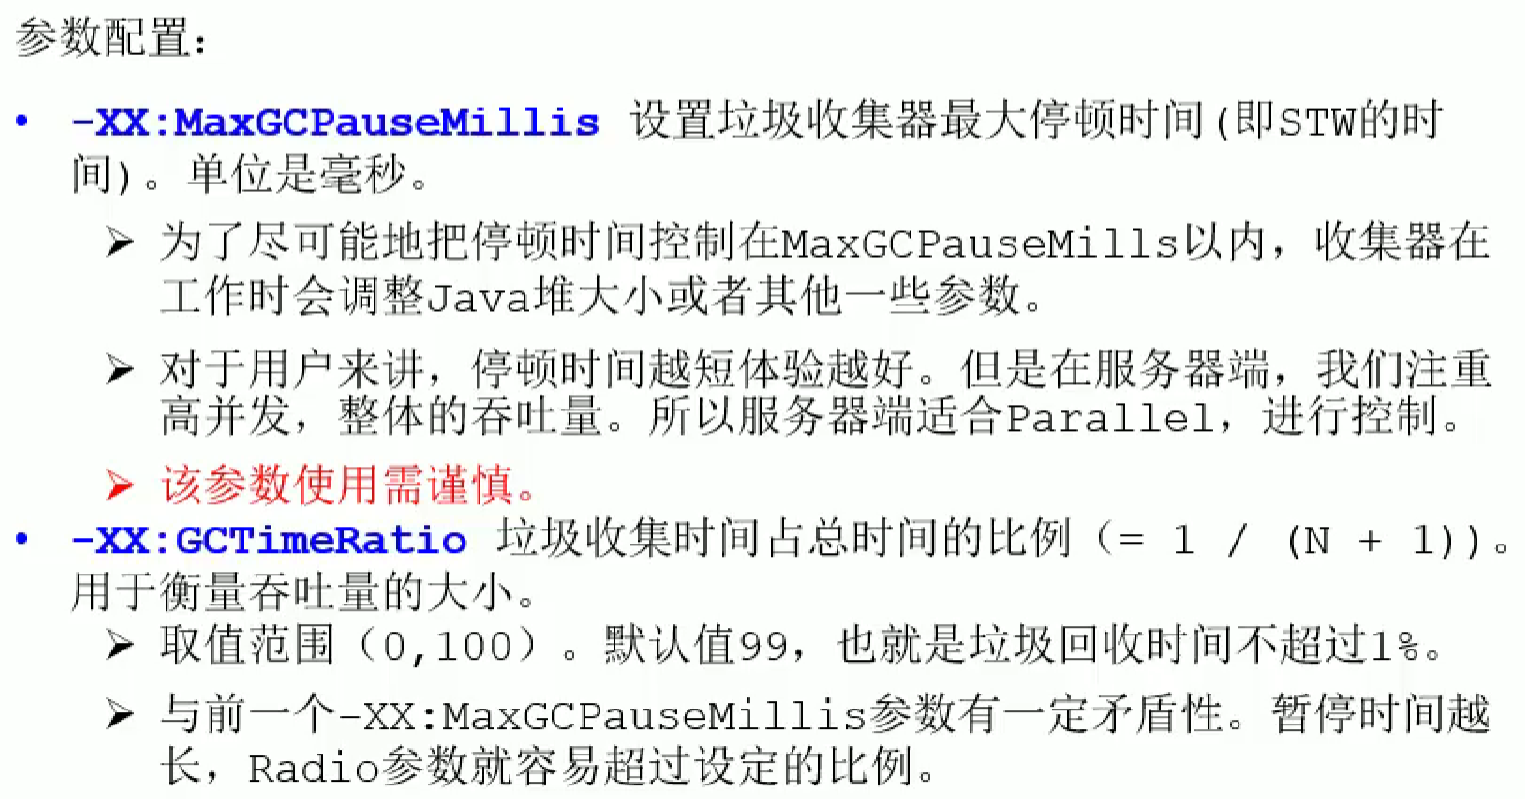 参数配置：
• -XX:MaxGCPauseMillis 设置垃圾收集器最大停顿时间(即STW的时
间)。单位是毫秒。
➢ 为了尽可能地把停顿时间控制在MaxGCPauseMills以内，收集器在
工作时会调整Java堆大小或者其他一些参数。
➢ 对于用户来讲，停顿时间越短体验越好。但是在服务器端，我们注重
高并发，整体的吞吐量。所以服务器端适合Parallel，进行控制。
➢ 该参数使用需谨慎。
• -XX:GCTimeRatio 垃圾收集时间占总时间的比例（= 1 / (N + 1))。
用于衡量吞吐量的大小。
➢ 取值范围（0,100）。默认值99，也就是垃圾回收时间不超过1%。
➢ 与前一个-XX:MaxGCPauseMillis参数有一定矛盾性。暂停时间越
长，Radio参数就容易超过设定的比例。